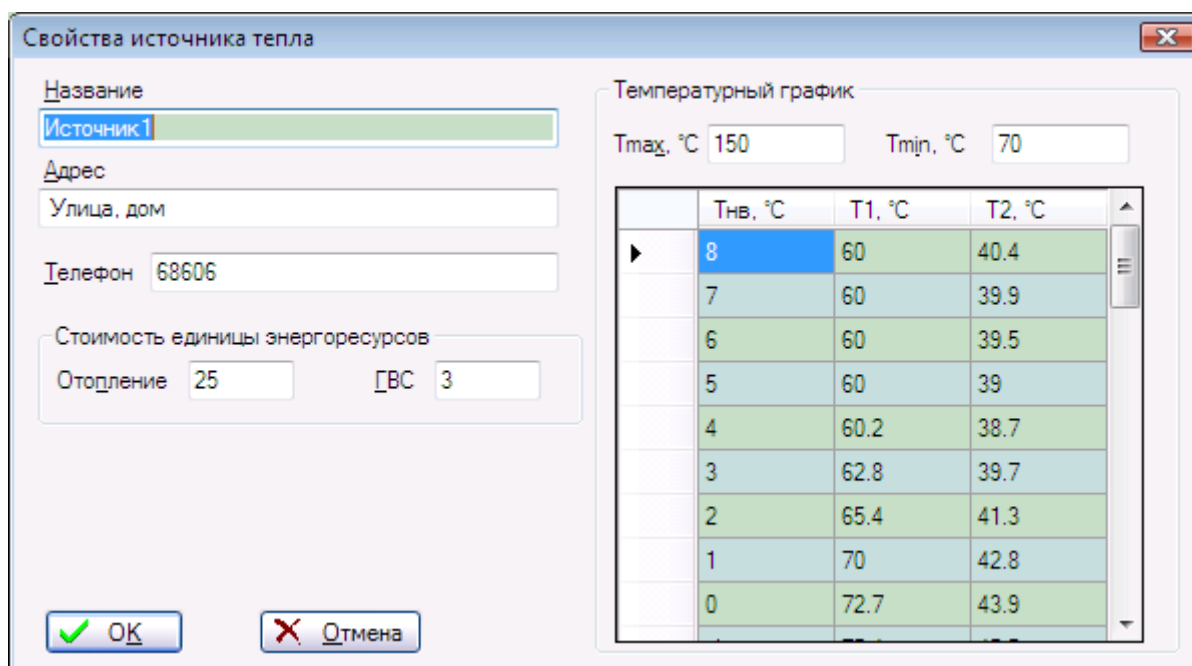 Свойства источника тепла
Название
Источник1
Адрес
Улица, дом
Телефон 68606
Стоимость единицы энергоресурсов
Отопление 25 ГВС 3
OK Отмена
Температурный график
Tmax, °C 150 Tmin, °C 70
Тнв, °C T1, °C T2, °C
8 60 40.4
7 60 39.9
6 60 39.5
5 60 39
4 60.2 38.7
3 62.8 39.7
2 65.4 41.3
1 70 42.8
0 72.7 43.9